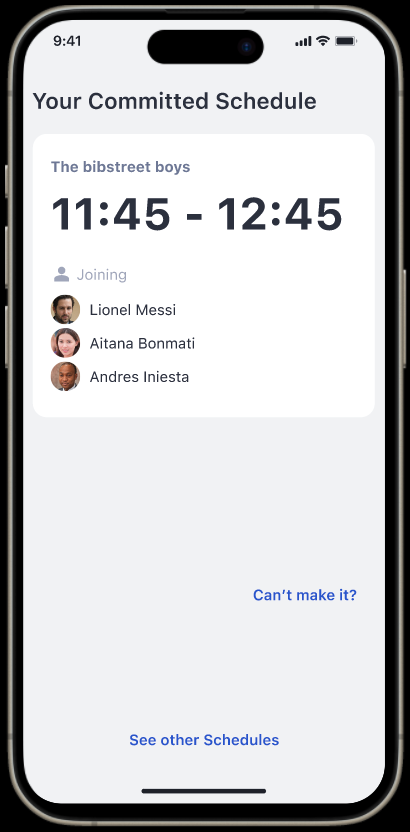 9:41
Your Committed Schedule
The bibstreet boys
11:45 - 12:45
Joining
Lionel Messi
Aitana Bonmati
Andres Iniesta
Can’t make it?
See other Schedules